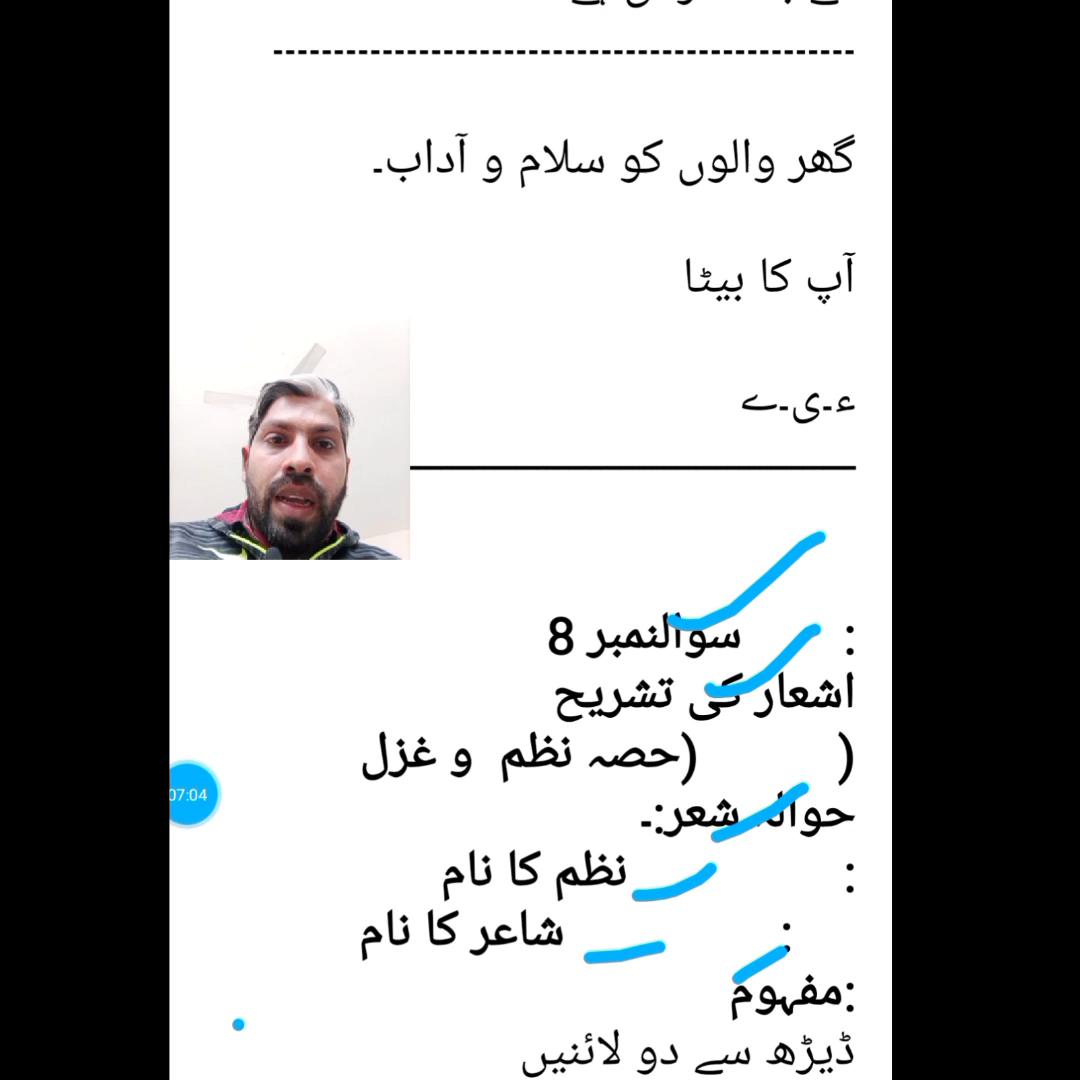 گھر والوں کو سلام و آداب۔
آپ کا بیٹا
ء۔ی۔ے
سوالنمبر 8 :
اشعار کی تشریح
( (حصہ نظم و غزل
حوالہ شعر:۔
نظم کا نام :
شاعر کا نام :
مفہوم:
ڈیڑھ سے دو لائنیں
07:04